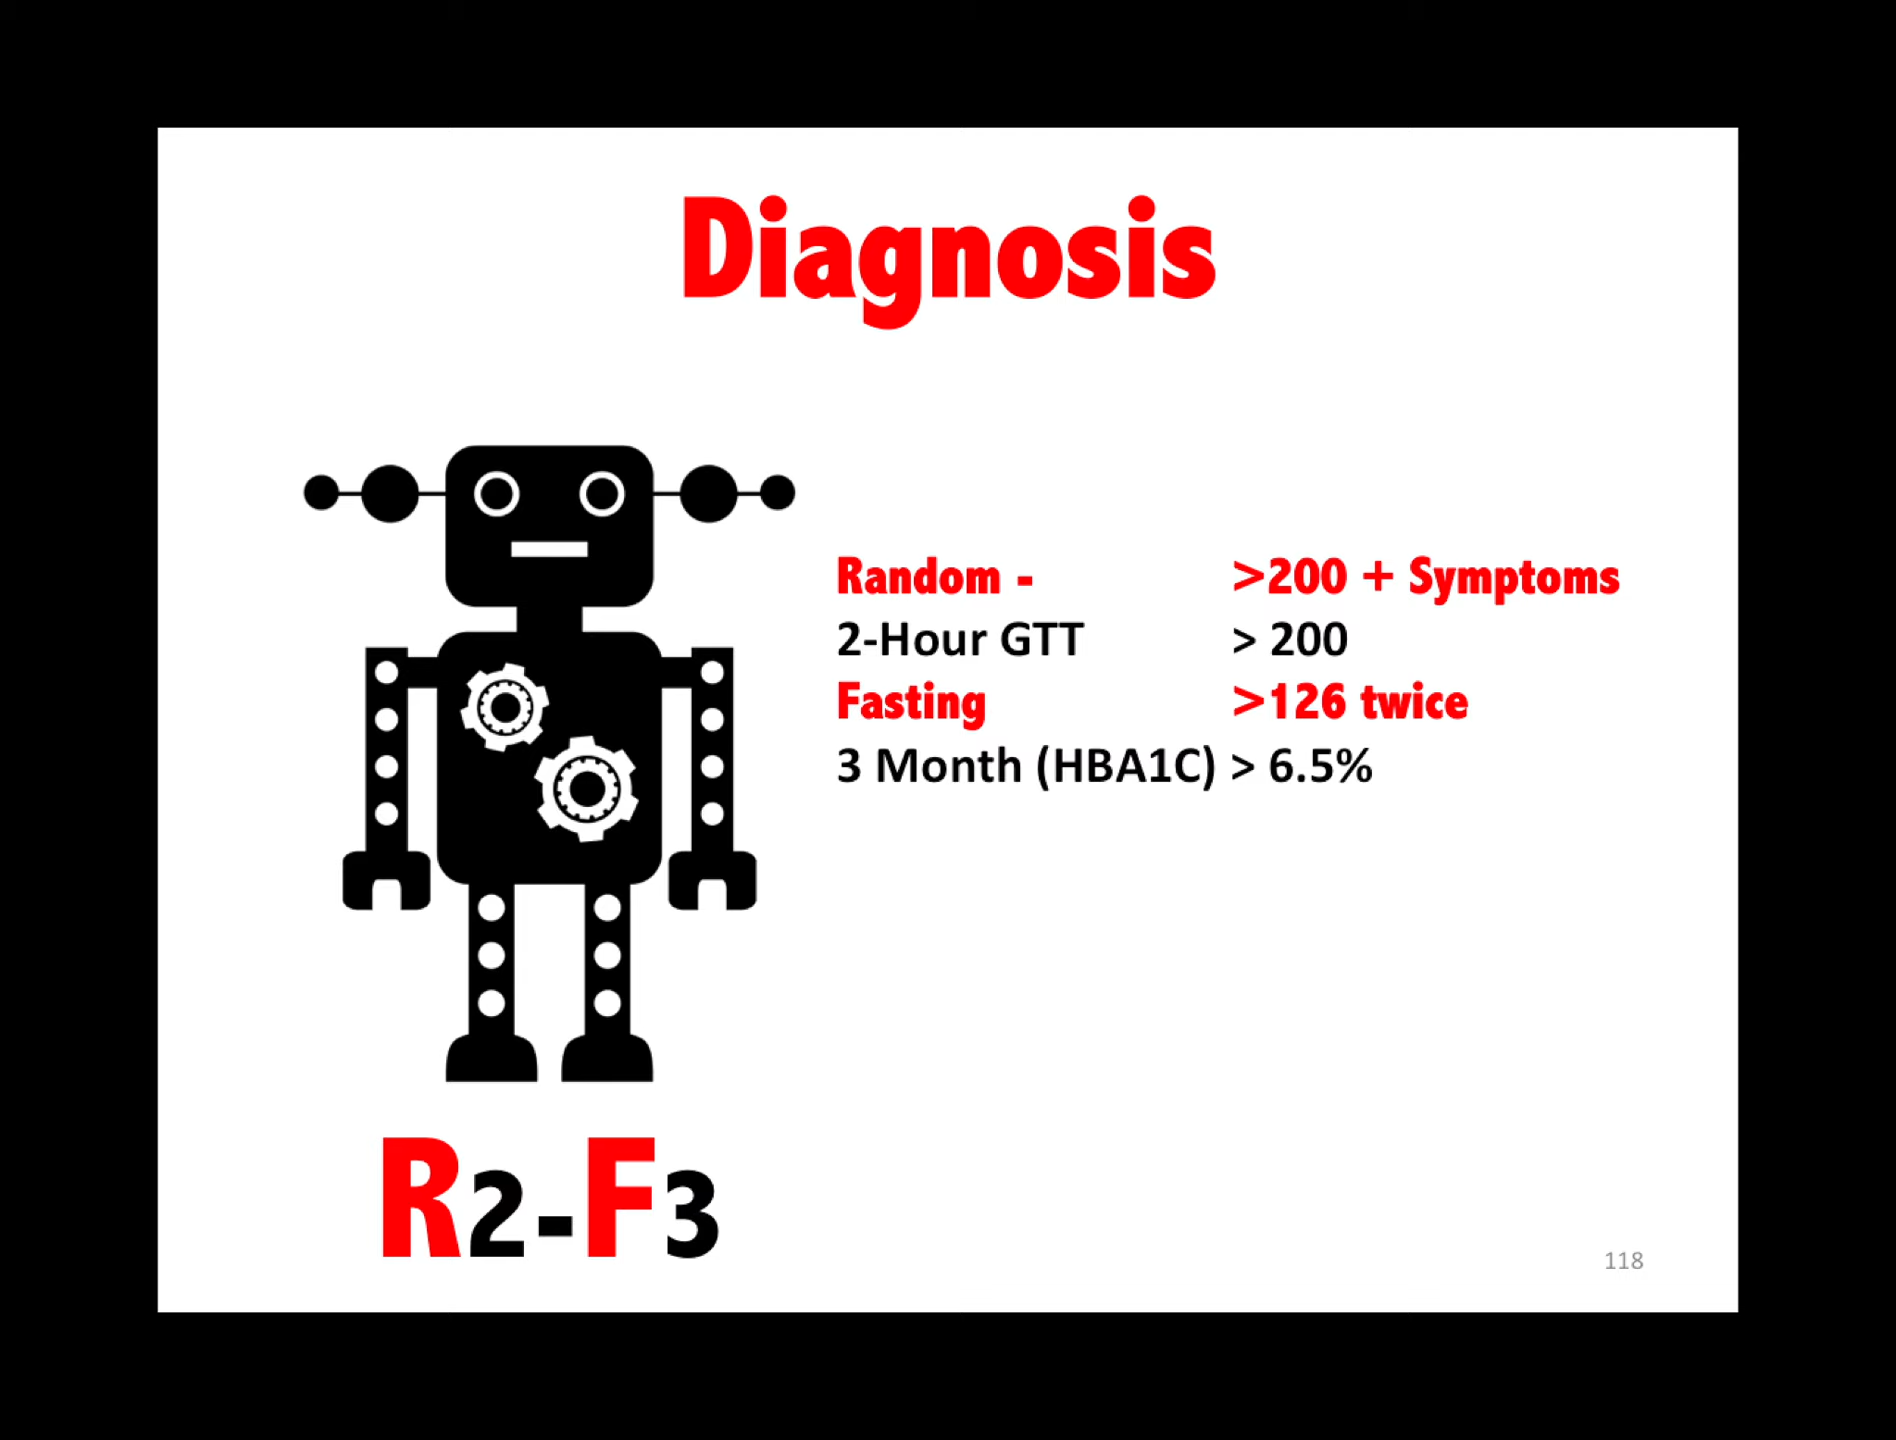 Diagnosis
Random - >200 + Symptoms
2-Hour GTT > 200
Fasting >126 twice
3 Month (HBA1C) > 6.5%
R2-F3
118